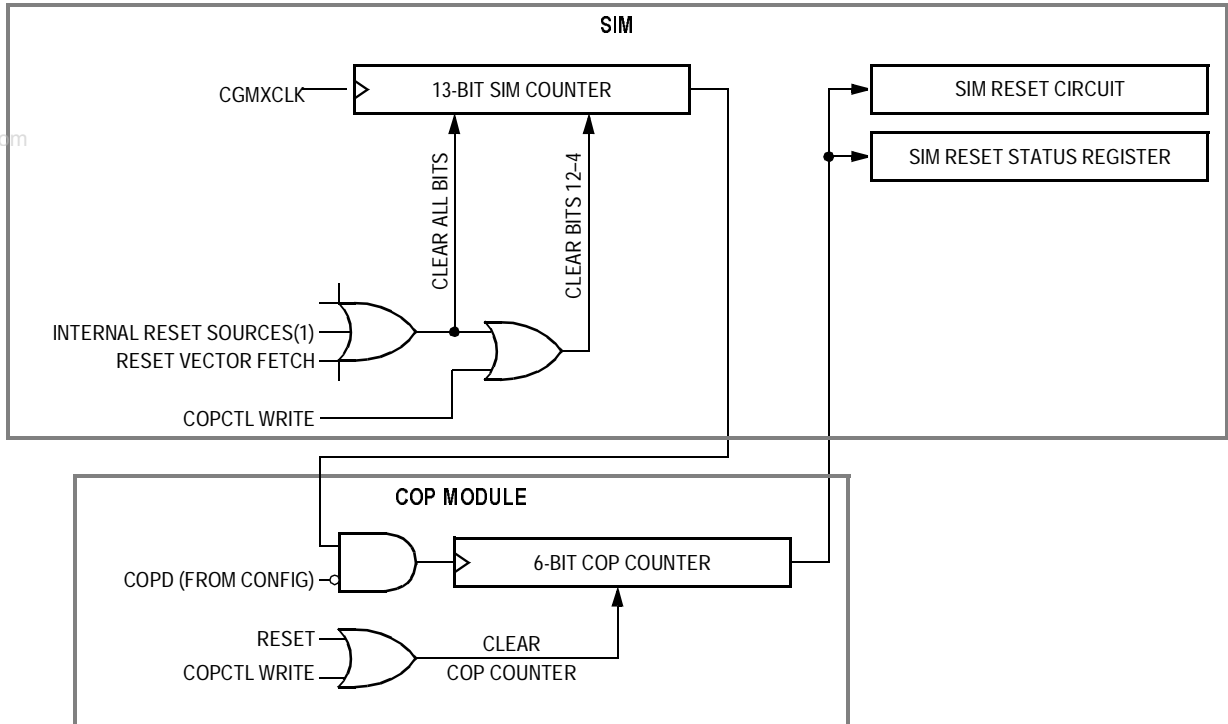 SIM
CGMXCLK
13-BIT SIM COUNTER
SIM RESET CIRCUIT
om
SIM RESET STATUS REGISTER
CLEAR ALL BITS
CLEAR BITS 12–4
INTERNAL RESET SOURCES(1)
RESET VECTOR FETCH
COPCTL WRITE
COP MODULE
6-BIT COP COUNTER
COPD (FROM CONFIG)
RESET
COPCTL WRITE
CLEAR
COP COUNTER